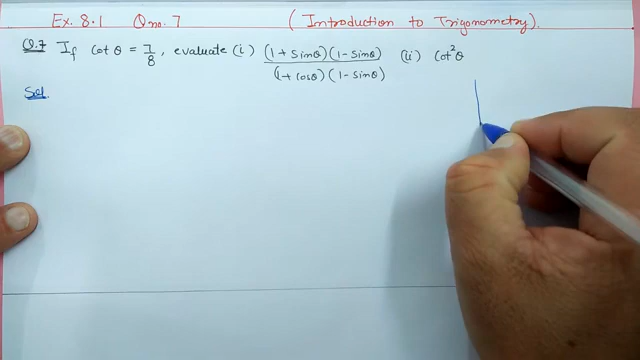 Ex. 8.1 Q no. 7 (Introduction to Trigonometry).
Q.7 If Cot θ = 7/8, evaluate (i) (1 + Sinθ)(1 - Sinθ)/(1 + cosθ)(1 - Sinθ) (ii) Cot²θ
Sol